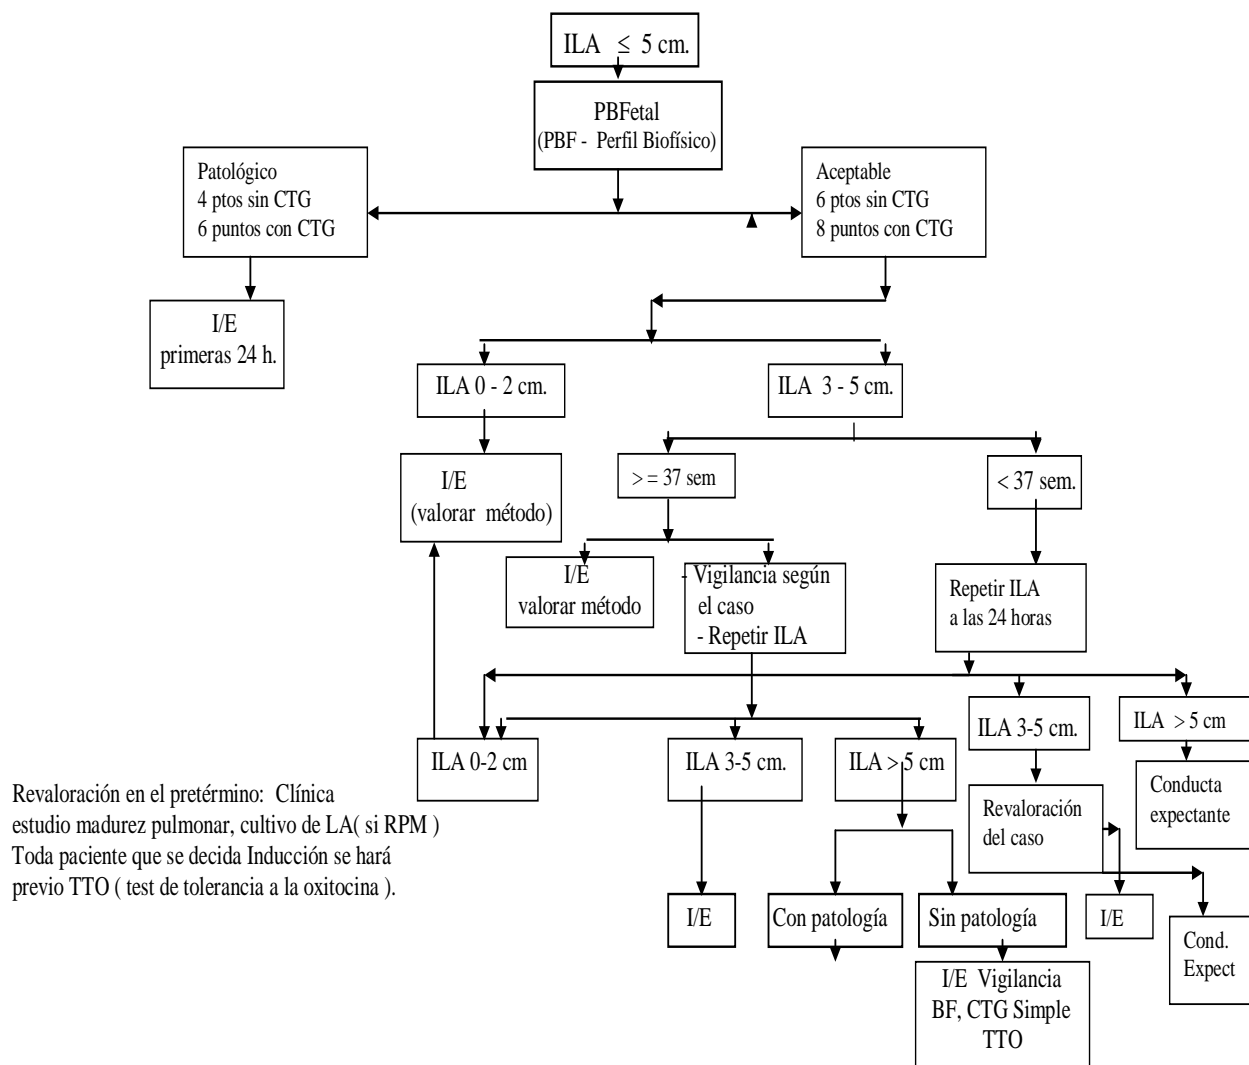 ILA ≤ 5 cm.
PBFetal
(PBF - Perfil Biofísico)
Patológico
4 ptos sin CTG
6 puntos con CTG
Aceptable
6 ptos sin CTG
8 puntos con CTG
I/E
primeras 24 h.
ILA 0 - 2 cm.
ILA 3 - 5 cm.
I/E
(valorar método)
> = 37 sem
< 37 sem.
I/E
valorar método
- Vigilancia según
el caso
- Repetir ILA
Repetir ILA
a las 24 horas
ILA 0-2 cm
ILA 3-5 cm.
ILA > 5 cm
ILA 3-5 cm.
ILA > 5 cm
Revaloración
del caso
Conducta
expectante
Revaloración en el pretérmino: Clínica
estudio madurez pulmonar, cultivo de LA( si RPM )
Toda paciente que se decida Inducción se hará
previo TTO ( test de tolerancia a la oxitocina ).
I/E
Con patología
Sin patología
I/E
Cond.
Expect
I/E Vigilancia
BF, CTG Simple
TTO